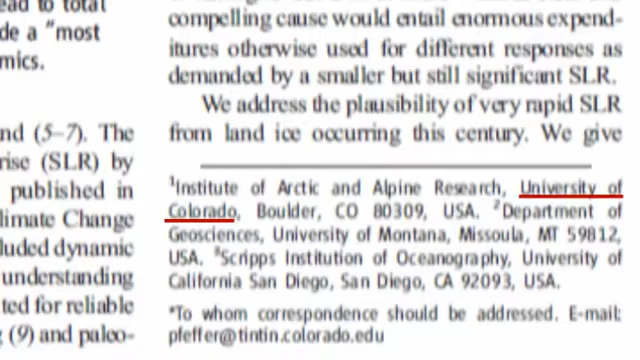 ead to total
de a "most
mics.
nd (5–7). The
rise (SLR) by
published in
limate Change
luded dynamic
understanding
ted for reliable
(9) and paleo-
compelling cause would entail enormous expend-
itures otherwise used for different responses as
demanded by a smaller but still significant SLR.
We address the plausibility of very rapid SLR
from land ice occurring this century. We give
¹Institute of Arctic and Alpine Research, University of
Colorado, Boulder, CO 80309, USA. ²Department of
Geosciences, University of Montana, Missoula, MT 59812,
USA. ³Scripps Institution of Oceanography, University of
California San Diego, San Diego, CA 92093, USA.
*To whom correspondence should be addressed. E-mail:
pfeffer@tintin.colorado.edu